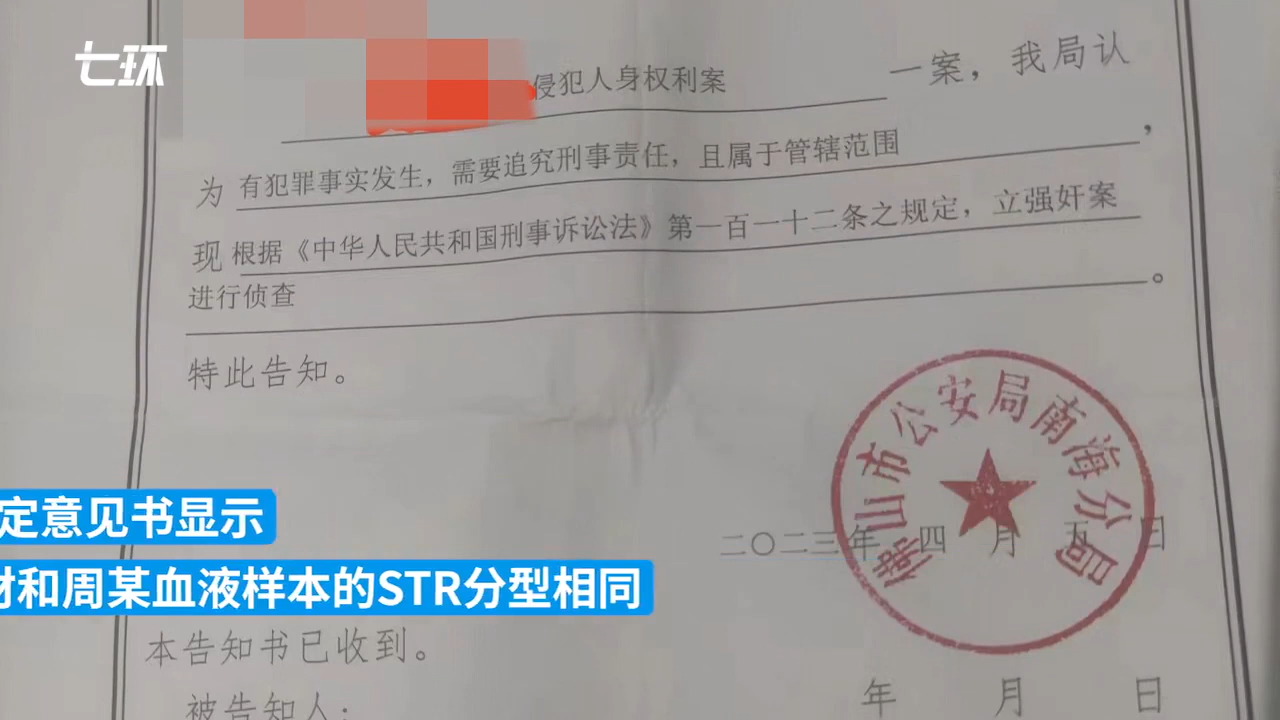 七环
侵犯人身权利案 一案，我局认
为 有犯罪事实发生，需要追究刑事责任，且属于管辖范围 ，
现 根据《中华人民共和国刑事诉讼法》第一百一十二条之规定，立强奸案
进行侦查 。
特此告知。
佛山市公安局南海分局
二〇二三年 四 月 五 日
定意见书显示
材和周某血液样本的STR分型相同
本告知书已收到。
被告知人：
年 月 日